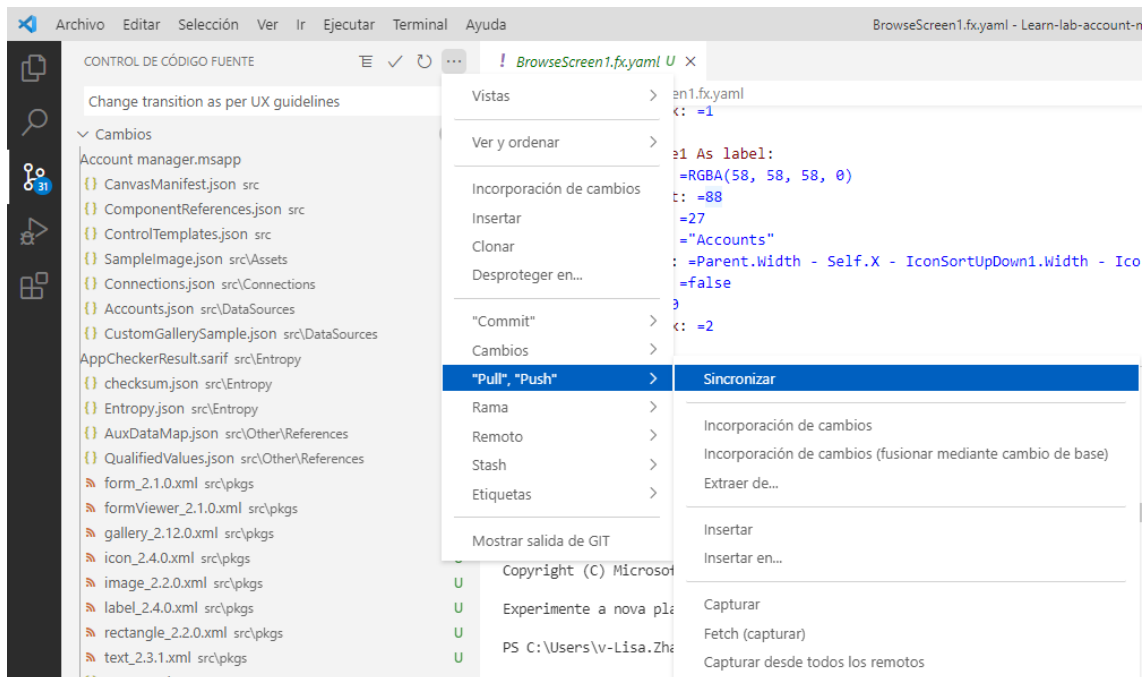 Archivo Editar Selección Ver Ir Ejecutar Terminal Ayuda
BrowseScreen1.fx.yaml - Learn-lab-account-m
CONTROL DE CÓDIGO FUENTE
Change transition as per UX guidelines
Cambios
Account manager.msapp
CanvasManifest.json src
ComponentReferences.json src
ControlTemplates.json src
SampleImage.json src\Assets
Connections.json src\Connections
Accounts.json src\DataSources
CustomGallerySample.json src\DataSources
AppCheckerResult.sarif src\Entropy
checksum.json src\Entropy
Entropy.json src\Entropy
AuxDataMap.json src\Other\References
QualifiedValues.json src\Other\References
form_2.1.0.xml src\pkgs
formViewer_2.1.0.xml src\pkgs
gallery_2.12.0.xml src\pkgs
icon_2.4.0.xml src\pkgs
image_2.2.0.xml src\pkgs U
label_2.4.0.xml src\pkgs U
rectangle_2.2.0.xml src\pkgs U
text_2.3.1.xml src\pkgs U
31
Vistas
Ver y ordenar
Incorporación de cambios
Insertar
Clonar
Desproteger en...
"Commit"
Cambios
"Pull", "Push"
Rama
Remoto
Stash
Etiquetas
Mostrar salida de GIT
! BrowseScreen1.fx.yaml U
en1.fx.yaml
: =1
e1 As label:
=RGBA(58, 58, 58, 0)
t: =88
=27
="Accounts"
: =Parent.Width - Self.X - IconSortUpDown1.Width - Ico
=false
: =2
Sincronizar
Incorporación de cambios
Incorporación de cambios (fusionar mediante cambio de base)
Extraer de...
Insertar
Insertar en...
Capturar
Fetch (capturar)
Capturar desde todos los remotos
Copyright (C) Microsof
Experimente a nova pla
PS C:\Users\v-Lisa.Zha